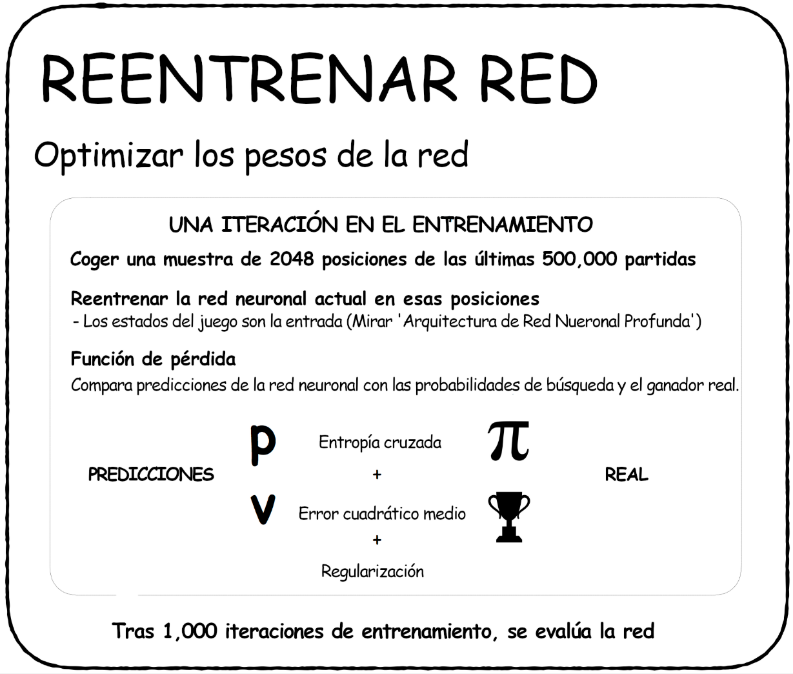 REENTRENAR RED
Optimizar los pesos de la red
UNA ITERACIÓN EN EL ENTRENAMIENTO
Coger una muestra de 2048 posiciones de las últimas 500,000 partidas
Reentrenar la red neuronal actual en esas posiciones
- Los estados del juego son la entrada (Mirar 'Arquitectura de Red Nueronal Profunda')
Función de pérdida
Compara predicciones de la red neuronal con las probabilidades de búsqueda y el ganador real.
p Entropía cruzada π
PREDICCIONES + REAL
v Error cuadrático medio
+
Regularización
Tras 1,000 iteraciones de entrenamiento, se evalúa la red